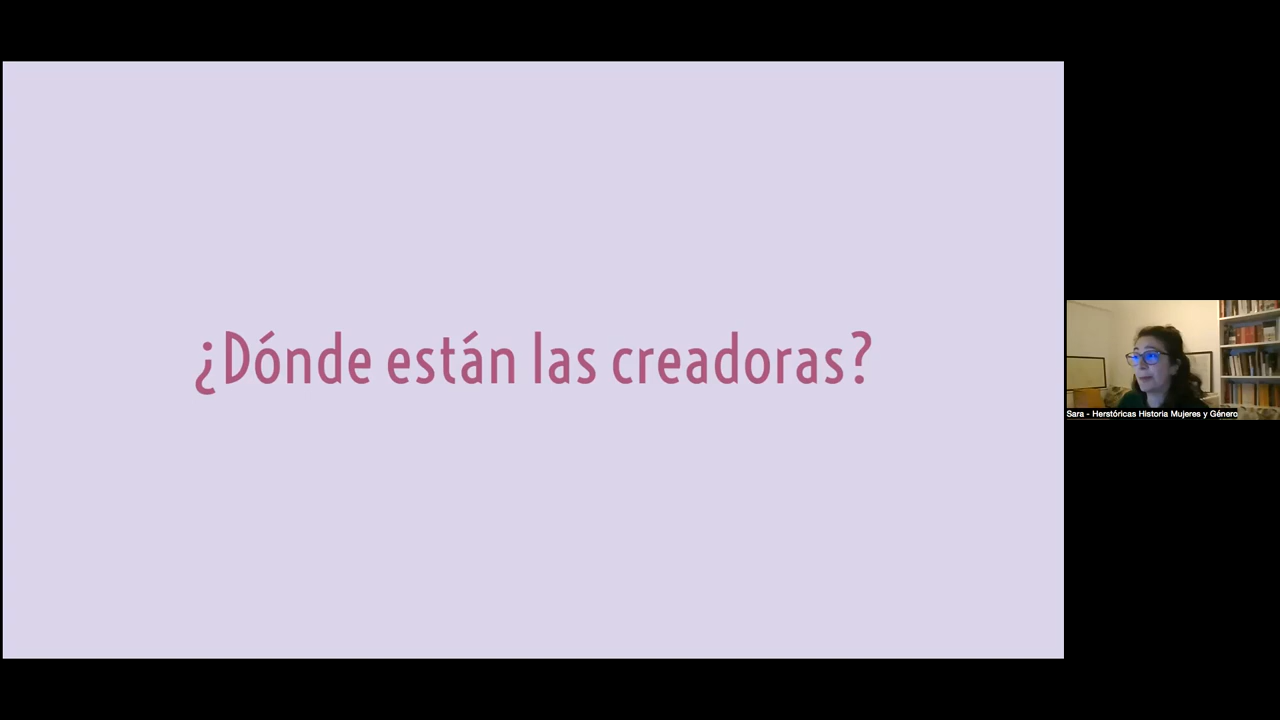 ¿Dónde están las creadoras?
Sara - Herstóricas Historia Mujeres y Género